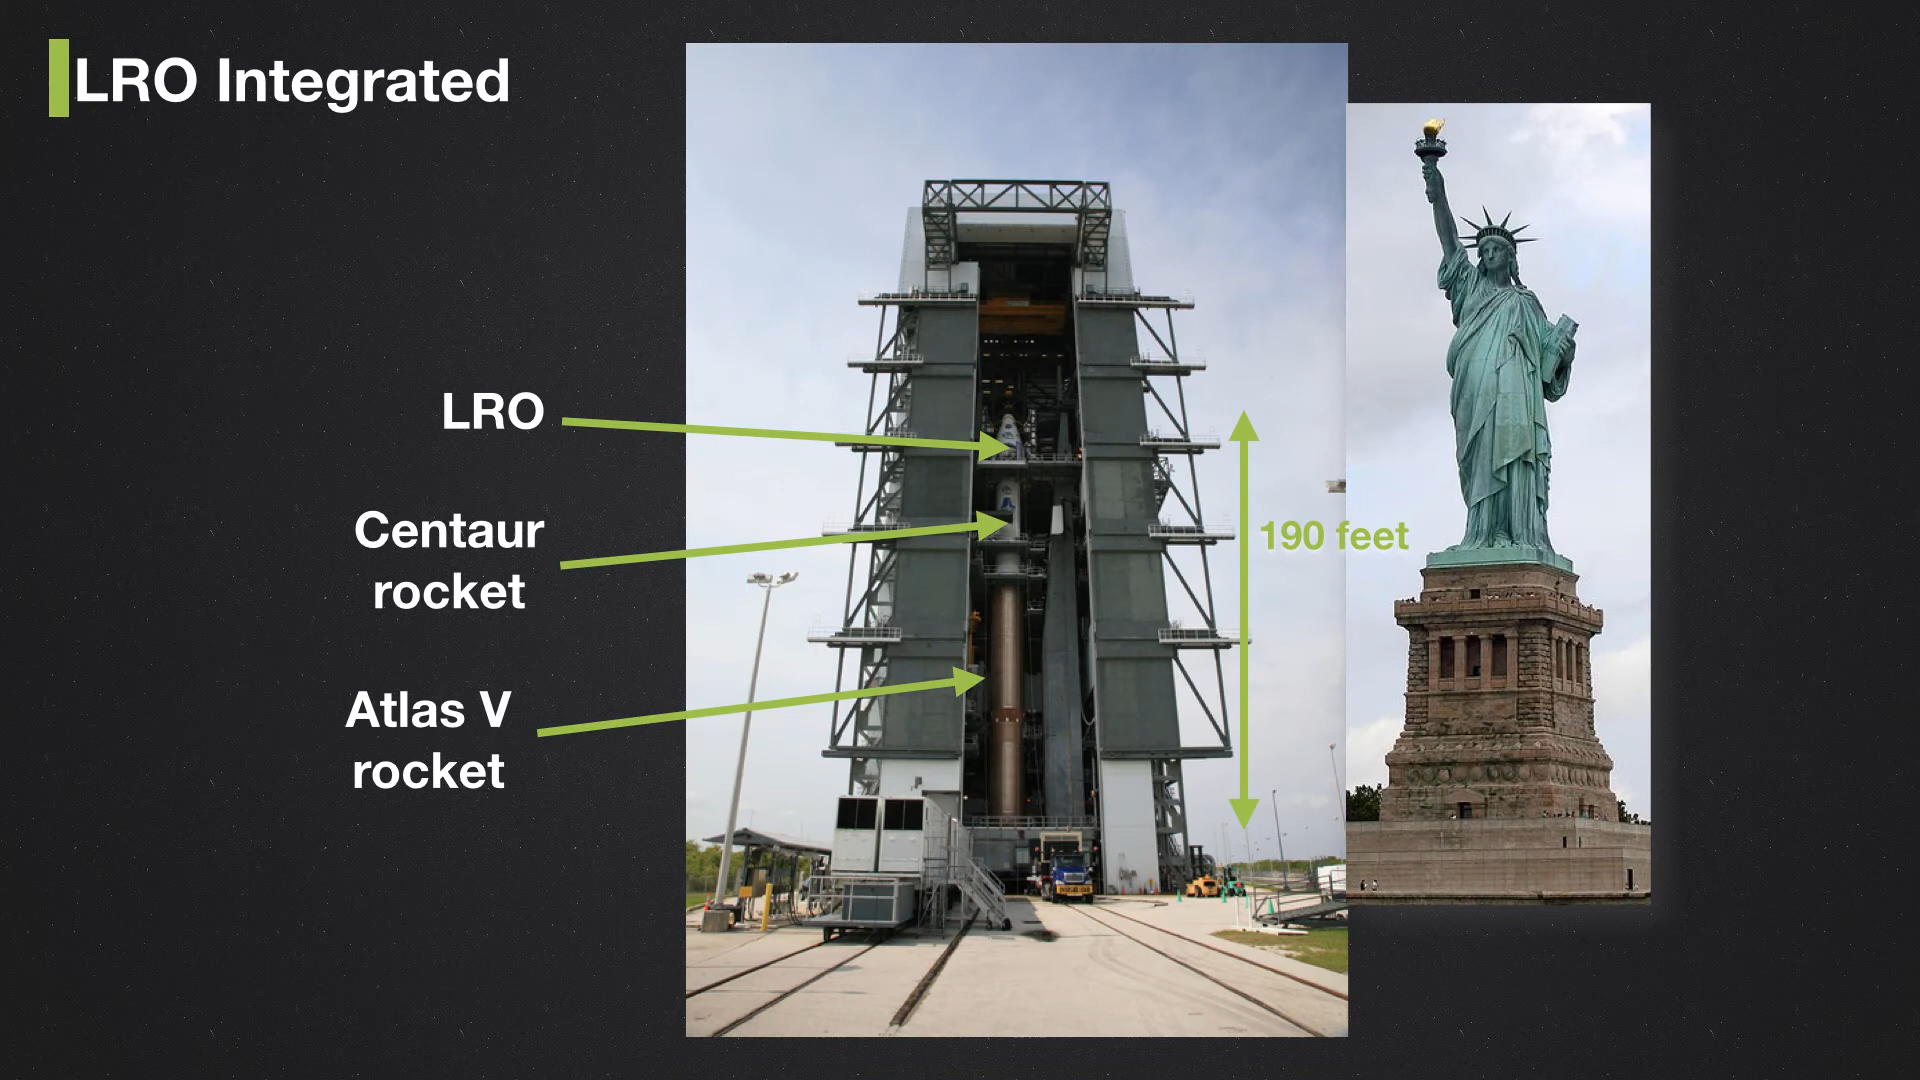 LRO Integrated
LRO
Centaur
rocket
Atlas V
rocket
190 feet